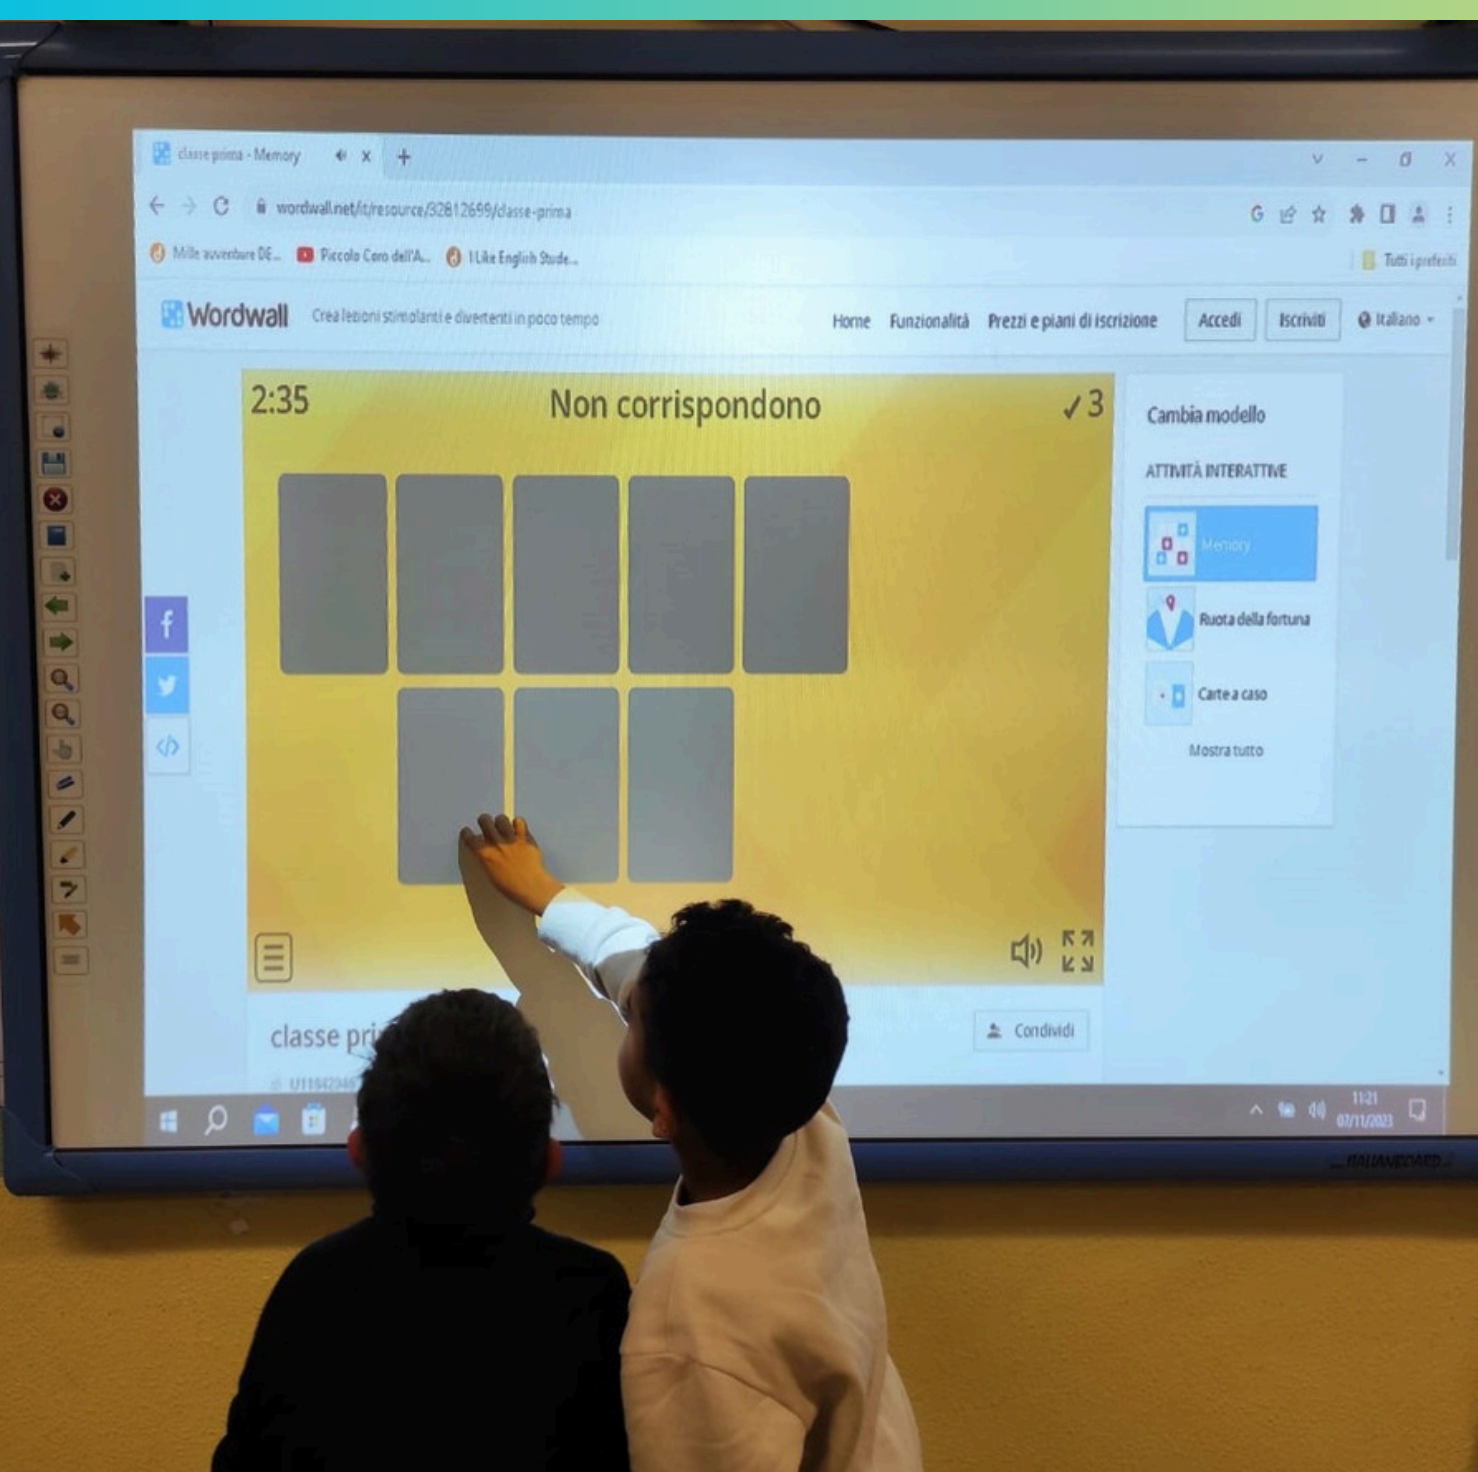 classe prima - Memory
wordwall.net/it/resource/32812699/classe-prima
Mille avventure DE... Piccolo Coro dell'A... I Like English Stude...
Tutti i preferiti
Wordwall Crea lezioni stimolanti e divertenti in poco tempo Home Funzionalità Prezzi e piani di iscrizione Accedi Iscriviti Italiano
2:35 Non corrispondono 3
Cambia modello
ATTIVITÀ INTERATTIVE
Memory
Ruota della fortuna
Carte a caso
Mostra tutto
classe pri
Condividi
11:21
07/11/2023
ITALIANBOARD